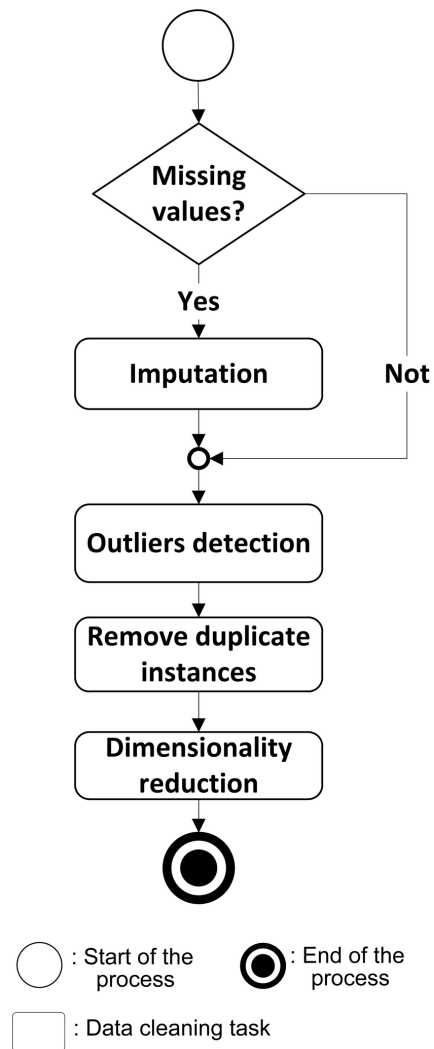 Missing
values?
Yes
Imputation
Not
Outliers detection
Remove duplicate
instances
Dimensionality
reduction
: Start of the
process
: End of the
process
: Data cleaning task